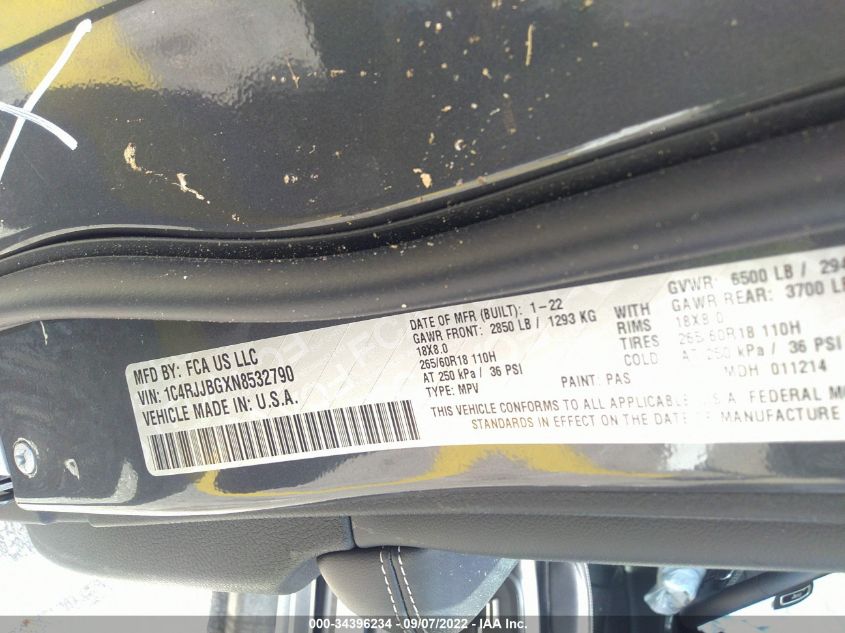 MFD BY: FCA US LLC
VIN: 1C4RJJBGXN8532790
VEHICLE MADE IN: U.S.A.
DATE OF MFR (BUILT): 1-22
GAWR FRONT: 2850 LB / 1293 KG
18X8.0
265/60R18 110H
AT 250 kPa / 36 PSI
TYPE: MPV
PAINT: PAS
WITH
RIMS
TIRES
COLD
GVWR: 6500 LB / 294
GAWR REAR: 3700 LB
18X8.0
265/60R18 110H
AT 250 kPa / 36 PSI
MDH 011214
THIS VEHICLE CONFORMS TO ALL APPLICABLE U.S.A. FEDERAL MO
STANDARDS IN EFFECT ON THE DATE OF MANUFACTURE
000-34396234 - 09/07/2022 - © IAA Inc.